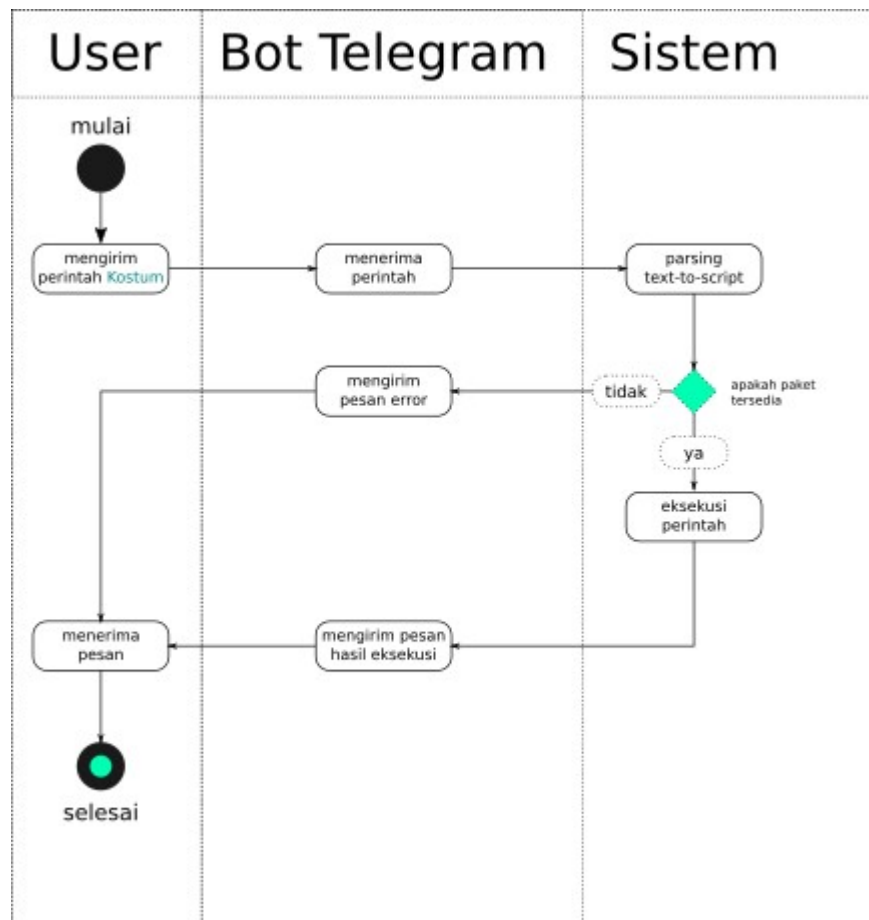 User
Bot Telegram
Sistem
mulai
mengirim
perintah Kostum
menerima
perintah
parsing
text-to-script
mengirim
pesan error
tidak
apakah paket
tersedia
ya
eksekusi
perintah
menerima
pesan
mengirim pesan
hasil eksekusi
selesai